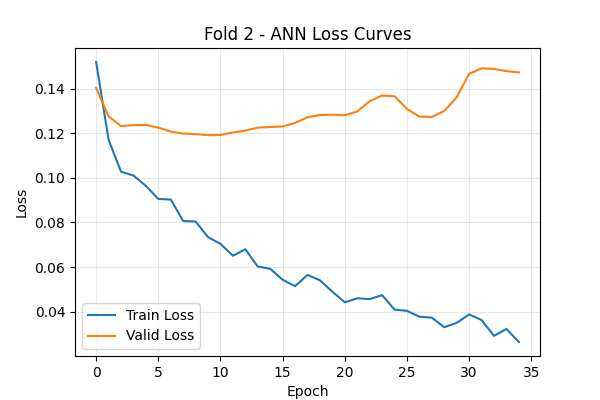 Fold 2 - ANN Loss Curves
Loss
0.14
0.12
0.10
0.08
0.06
0.04
Train Loss
Valid Loss
0 5 10 15 20 25 30 35
Epoch